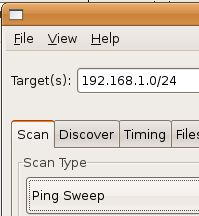 File View Help
Target(s): 192.168.1.0/24
Scan Discover Timing Files
Scan Type
Ping Sweep